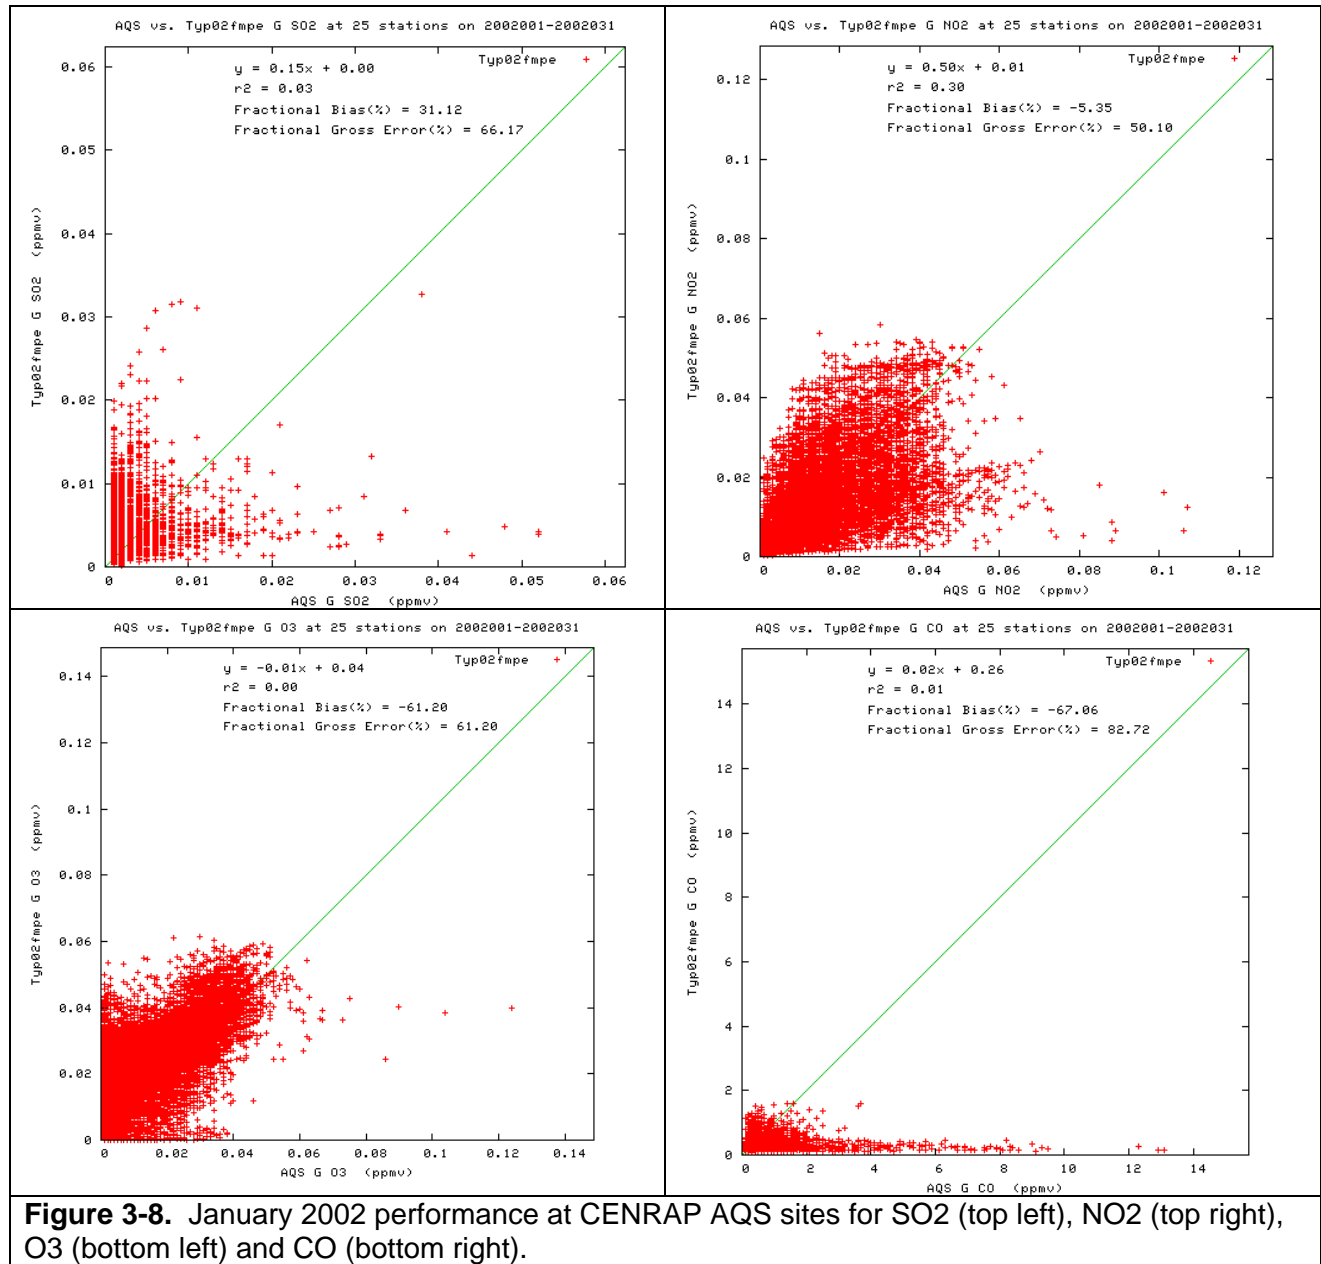 AQS vs. Typ02fmpe G SO2 at 25 stations on 2002001-2002031
Typ02fmpe
y = 0.15x + 0.00
r2 = 0.03
Fractional Bias(%) = 31.12
Fractional Gross Error(%) = 66.17
0.06
0.05
0.04
0.03
0.02
0.01
0
Typ02fmpe G SO2 (ppmv)
0 0.01 0.02 0.03 0.04 0.05 0.06
AQS G SO2 (ppmv)
AQS vs. Typ02fmpe G NO2 at 25 stations on 2002001-2002031
Typ02fmpe
y = 0.50x + 0.01
r2 = 0.30
Fractional Bias(%) = -5.35
Fractional Gross Error(%) = 50.10
0.12
0.1
0.08
0.06
0.04
0.02
0
Typ02fmpe G NO2 (ppmv)
0 0.02 0.04 0.06 0.08 0.1 0.12
AQS G NO2 (ppmv)
AQS vs. Typ02fmpe G O3 at 25 stations on 2002001-2002031
Typ02fmpe
y = -0.01x + 0.04
r2 = 0.00
Fractional Bias(%) = -61.20
Fractional Gross Error(%) = 61.20
0.14
0.12
0.1
0.08
0.06
0.04
0.02
0
Typ02fmpe G O3 (ppmv)
0 0.02 0.04 0.06 0.08 0.1 0.12 0.14
AQS G O3 (ppmv)
AQS vs. Typ02fmpe G CO at 25 stations on 2002001-2002031
Typ02fmpe
y = 0.02x + 0.26
r2 = 0.01
Fractional Bias(%) = -67.06
Fractional Gross Error(%) = 82.72
14
12
10
8
6
4
2
0
Typ02fmpe G CO (ppmv)
0 2 4 6 8 10 12 14
AQS G CO (ppmv)
Figure 3-8. January 2002 performance at CENRAP AQS sites for SO2 (top left), NO2 (top right),
O3 (bottom left) and CO (bottom right).